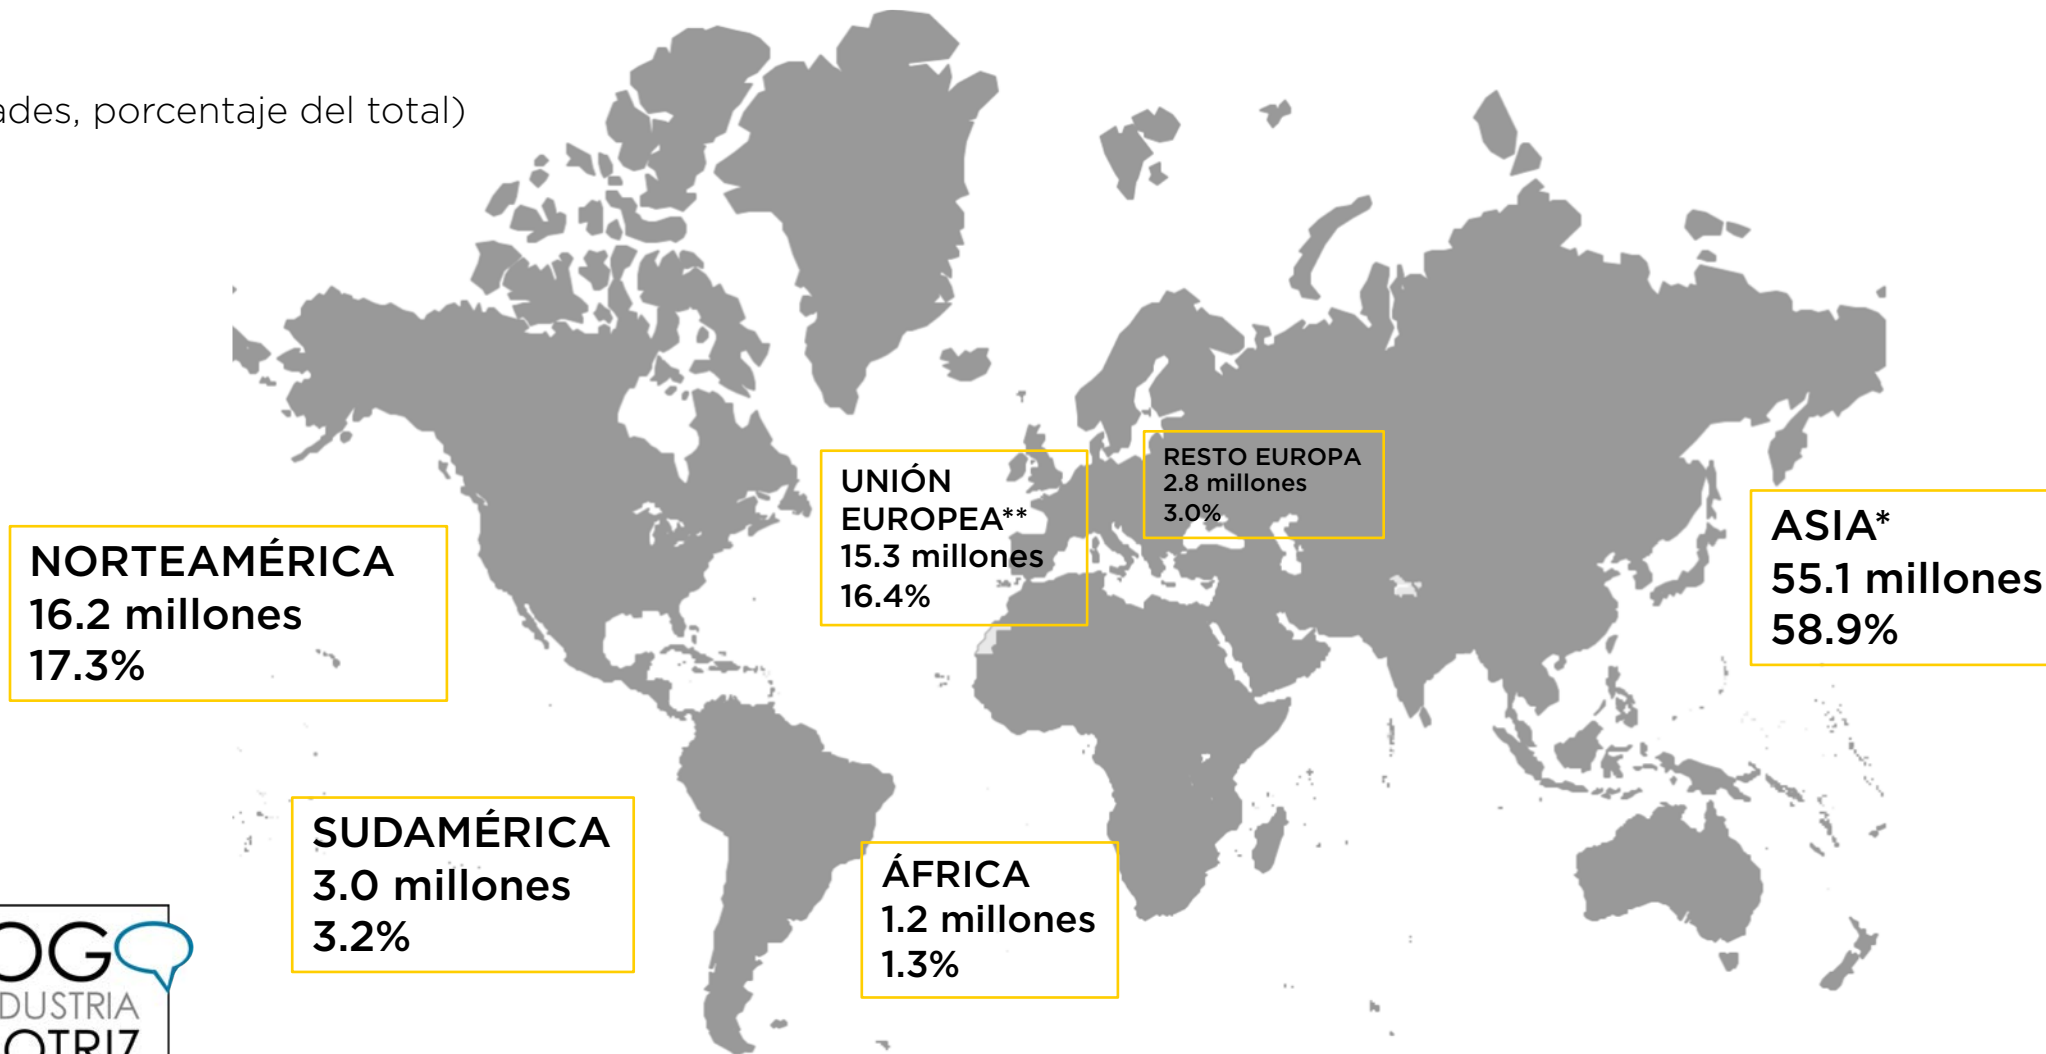 porcentaje del total)
NORTEAMÉRICA
16.2 millones
17.3%
UNIÓN
EUROPEA**
15.3 millones
16.4%
RESTO EUROPA
2.8 millones
3.0%
ASIA*
55.1 millones
58.9%
SUDAMÉRICA
3.0 millones
3.2%
ÁFRICA
1.2 millones
1.3%